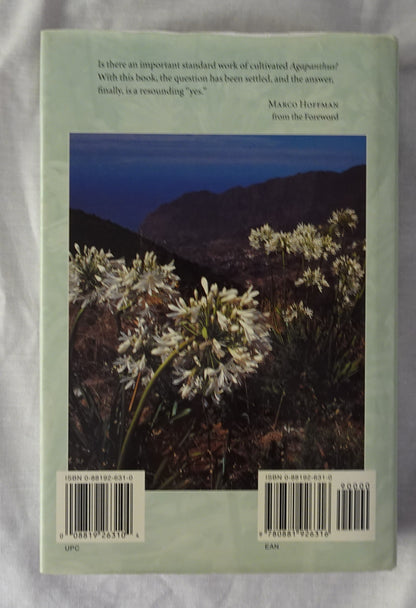 Is there an important standard work of cultivated Agapanthus?
With this book, the question has been settled, and the answer,
finally, is a resounding "yes."
Marco Hoffman
from the Foreword
ISBN 0-88192-631-0
0 08819 26310 4
UPC
ISBN 0-88192-631-0
90000
9 780881 926316
EAN